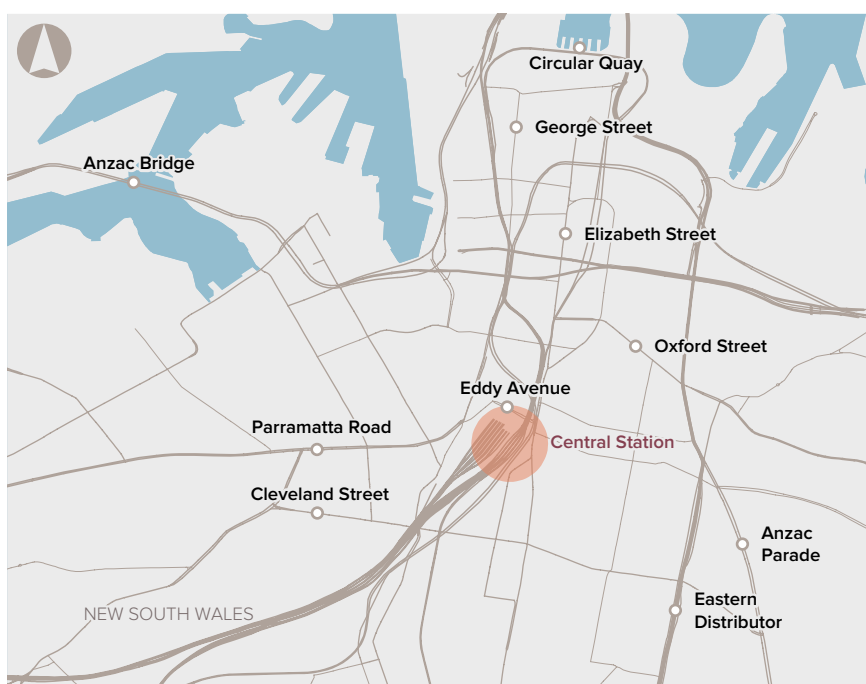 Circular Quay
George Street
Anzac Bridge
Elizabeth Street
Oxford Street
Eddy Avenue
Parramatta Road
Central Station
Cleveland Street
Anzac
Parade
Eastern
Distributor
NEW SOUTH WALES